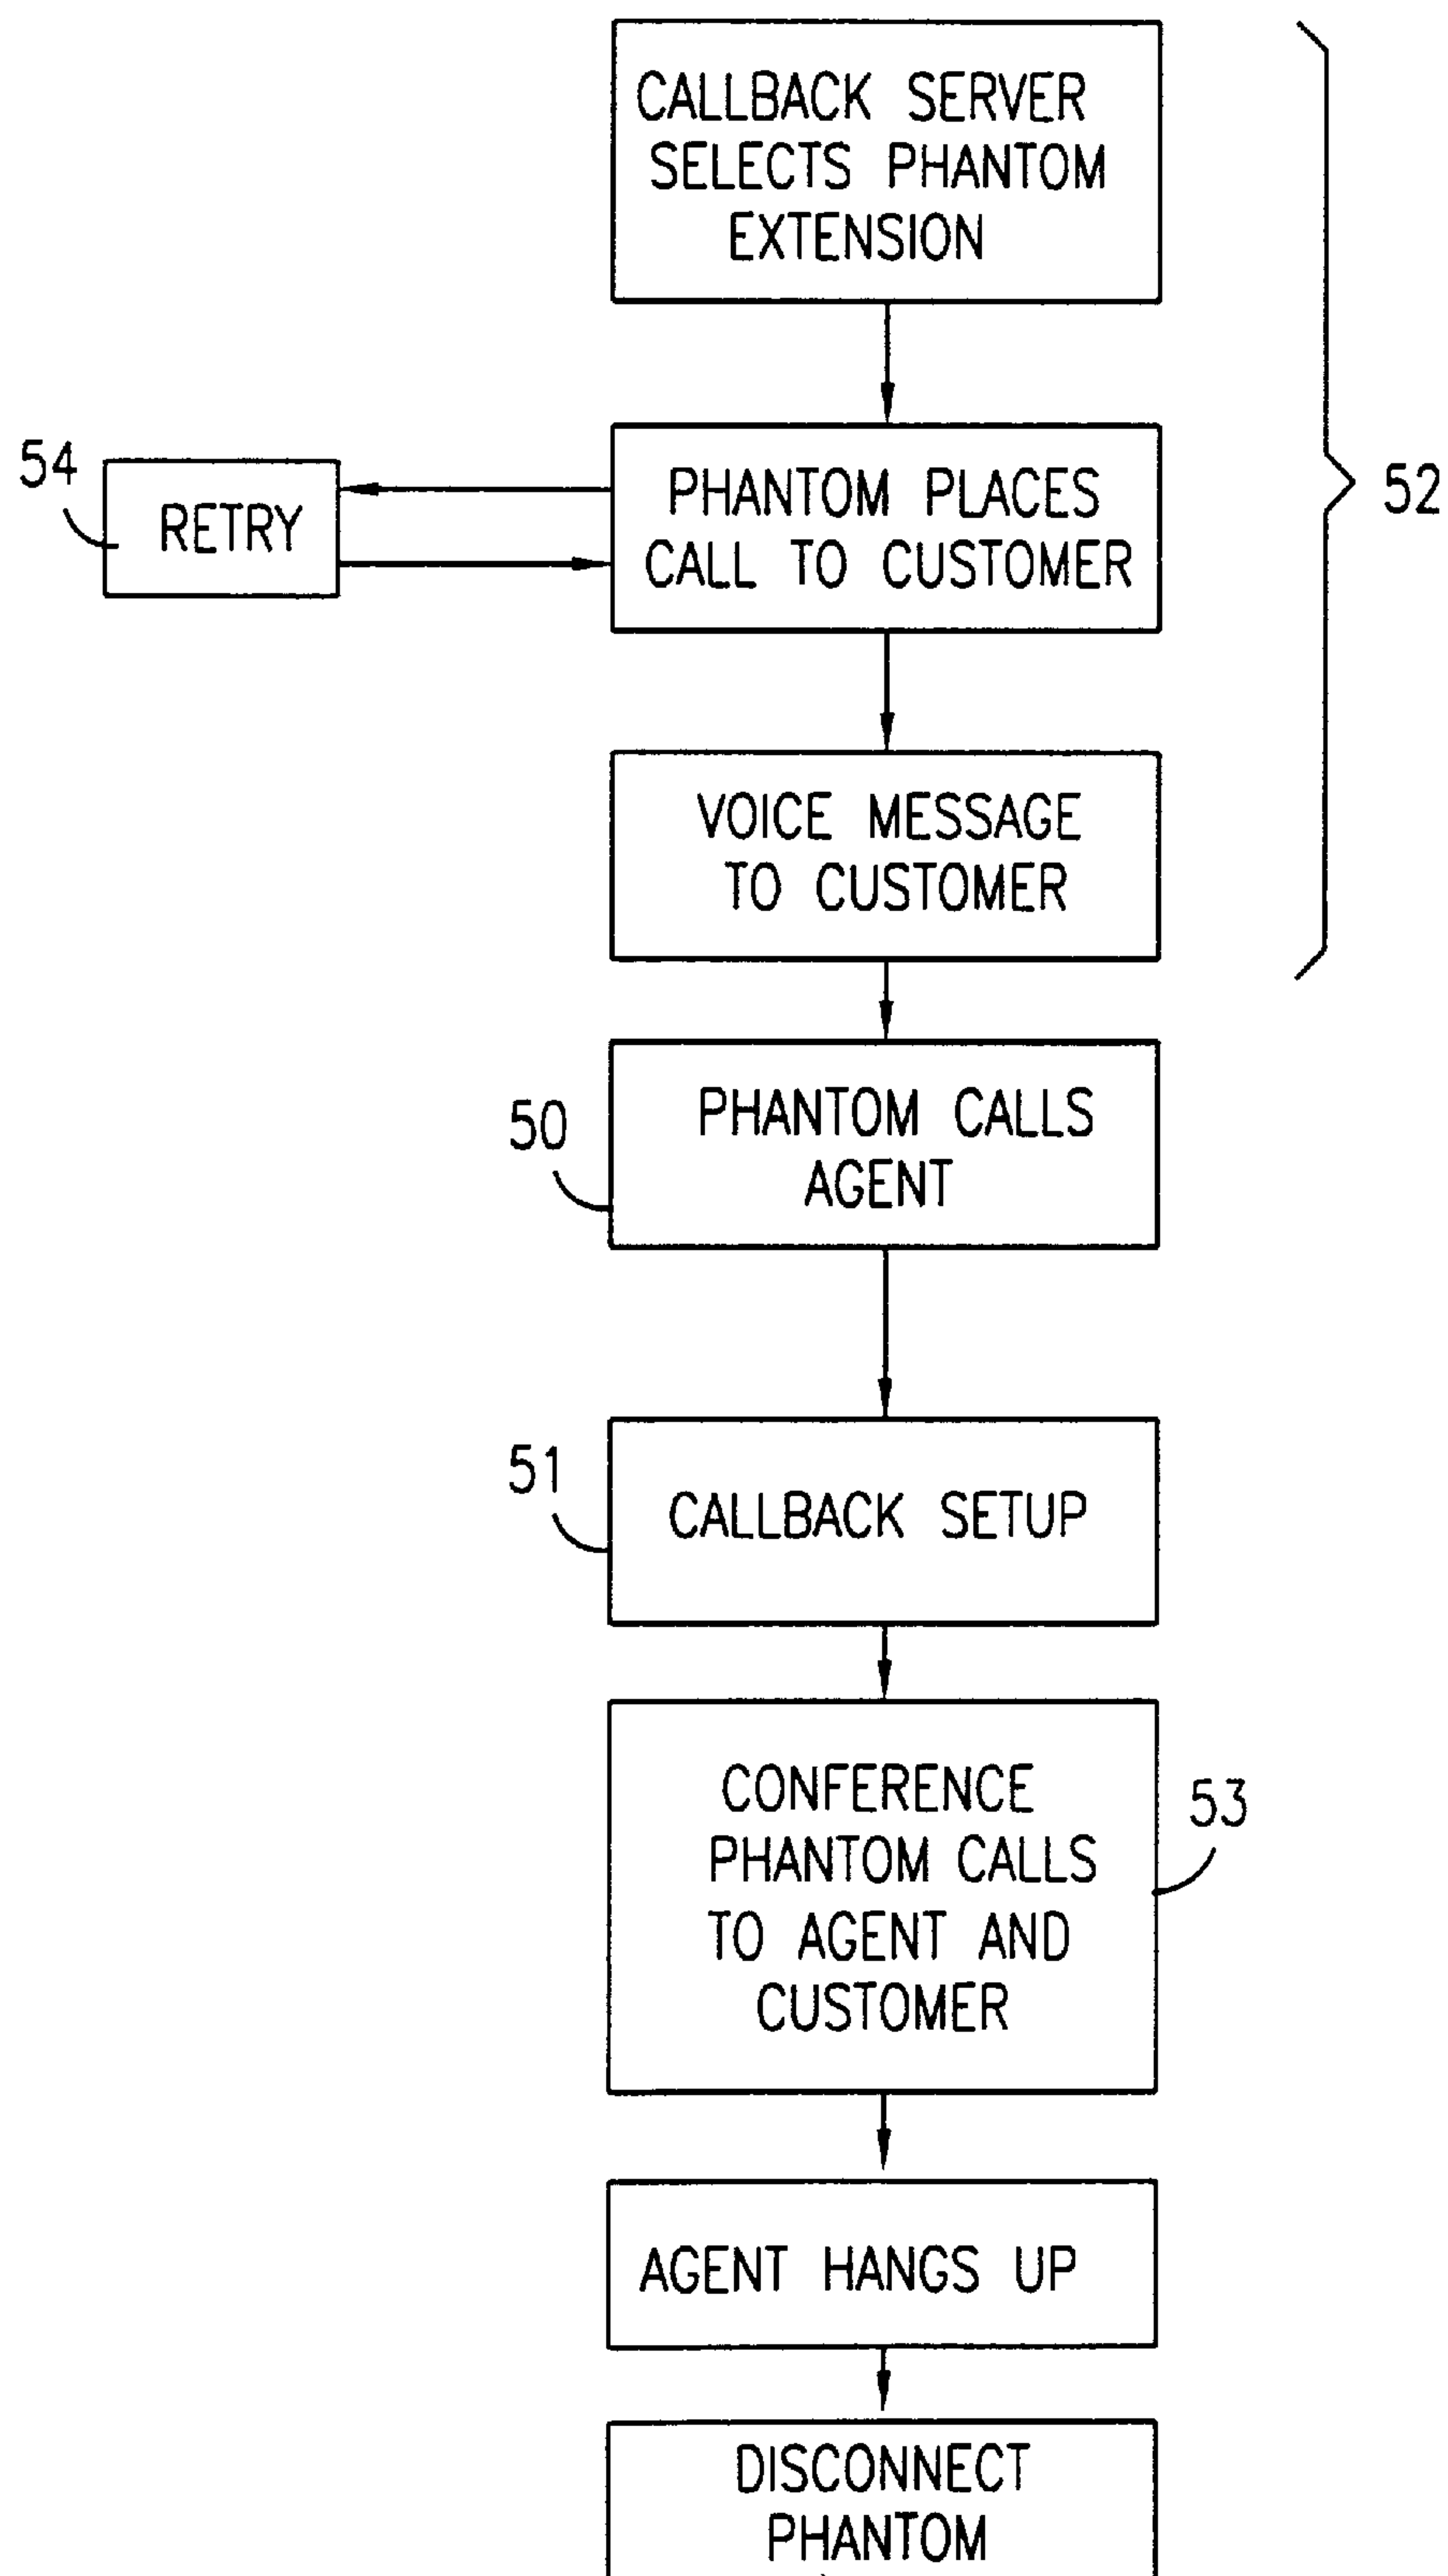 CALLBACK SERVER
SELECTS PHANTOM
EXTENSION
54
RETRY
PHANTOM PLACES
CALL TO CUSTOMER
52
VOICE MESSAGE
TO CUSTOMER
50
PHANTOM CALLS
AGENT
51
CALLBACK SETUP
CONFERENCE
PHANTOM CALLS
TO AGENT AND
CUSTOMER
53
AGENT HANGS UP
DISCONNECT
PHANTOM